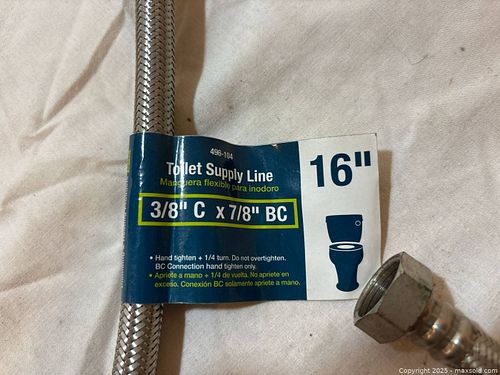 496-104
Toilet Supply Line
Manguera flexible para inodoro
3/8" C x 7/8" BC
16"
• Hand tighten + 1/4 turn. Do not overtighten.
BC Connection hand tighten only.
• Apriete a mano + 1/4 de vuelta. No apriete en
exceso. Conexión BC solamente apriete a mano.
Copyright 2025 - maxsold.com